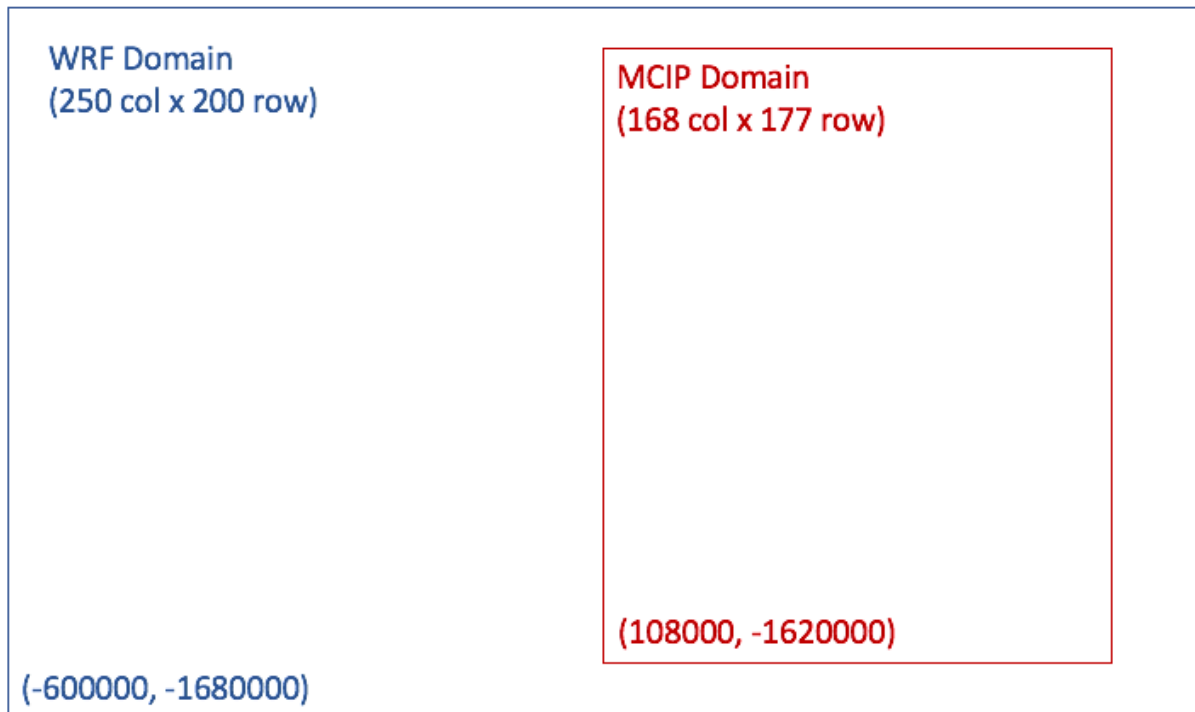 WRF Domain
(250 col x 200 row)
MCIP Domain
(168 col x 177 row)
(108000, -1620000)
(-600000, -1680000)